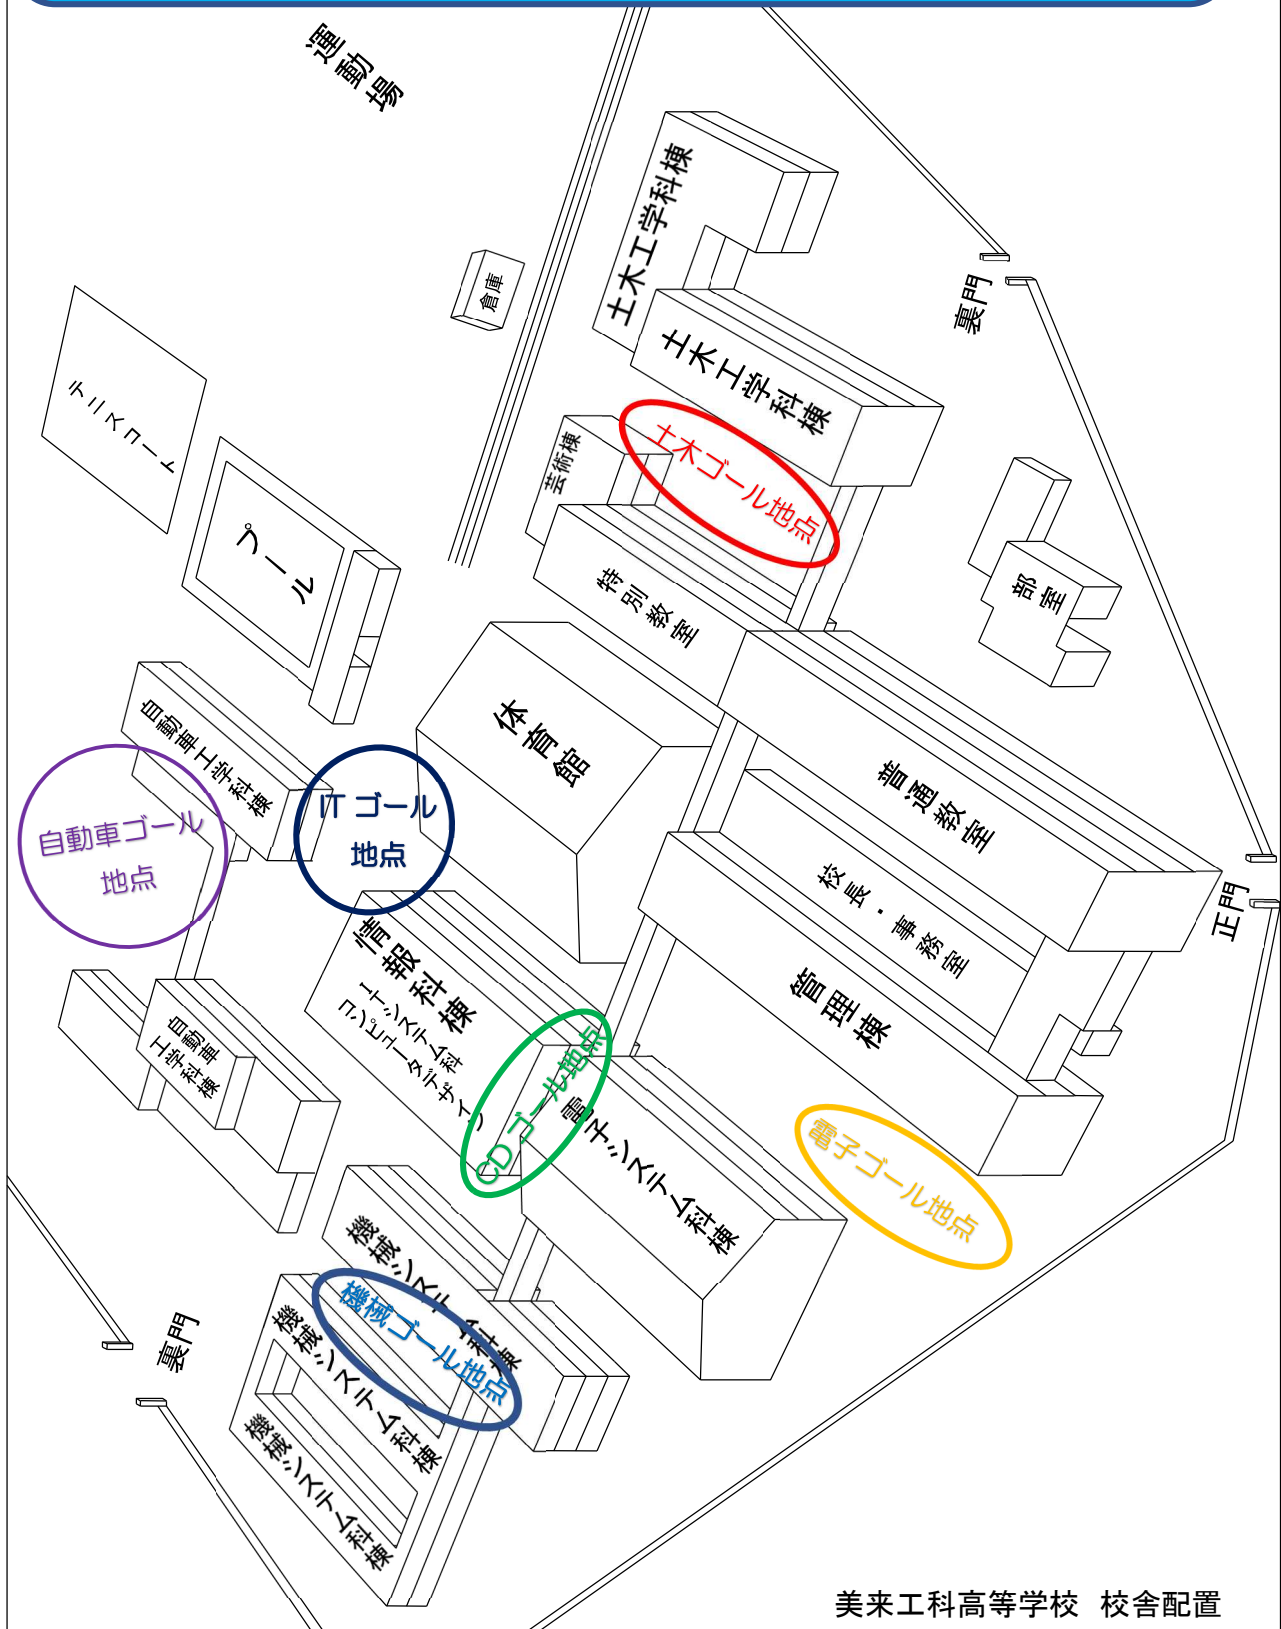 運動場
土木工学科棟
倉庫
裏門
土木工学科棟
テニスコート
芸術棟
土木ゴール地点
プール
特別教室
部室
体育館
自動車工学科棟
普通教室
IT ゴール
地点
自動車ゴール
地点
校長・事務室
正門
情報科棟
ITシステム科
コンピュータデザイン
管理棟
自動車
工学科棟
CD ゴール地点
電子システム科棟
電子ゴール地点
機械システム科棟
機械ゴール地点
機械システム科棟
裏門
機械システム科棟
美来工科高等学校 校舎配置